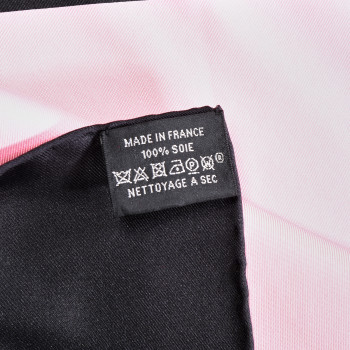 MADE IN FRANCE
100% SOIE
NETTOYAGE A SEC